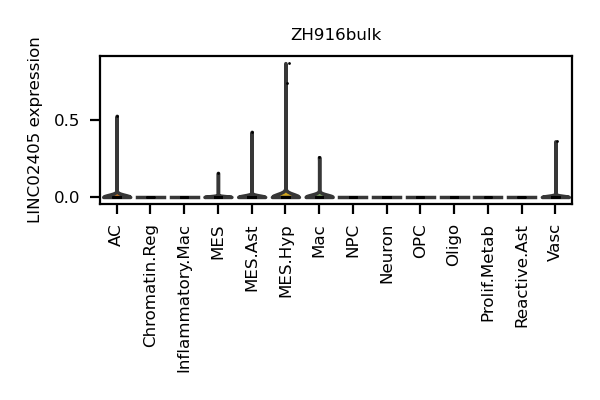 ZH916bulk
LINC02405 expression
0.5
0.0
AC
Chromatin.Reg
Inflammatory.Mac
MES
MES.Ast
MES.Hyp
Mac
NPC
Neuron
OPC
Oligo
Prolif.Metab
Reactive.Ast
Vasc